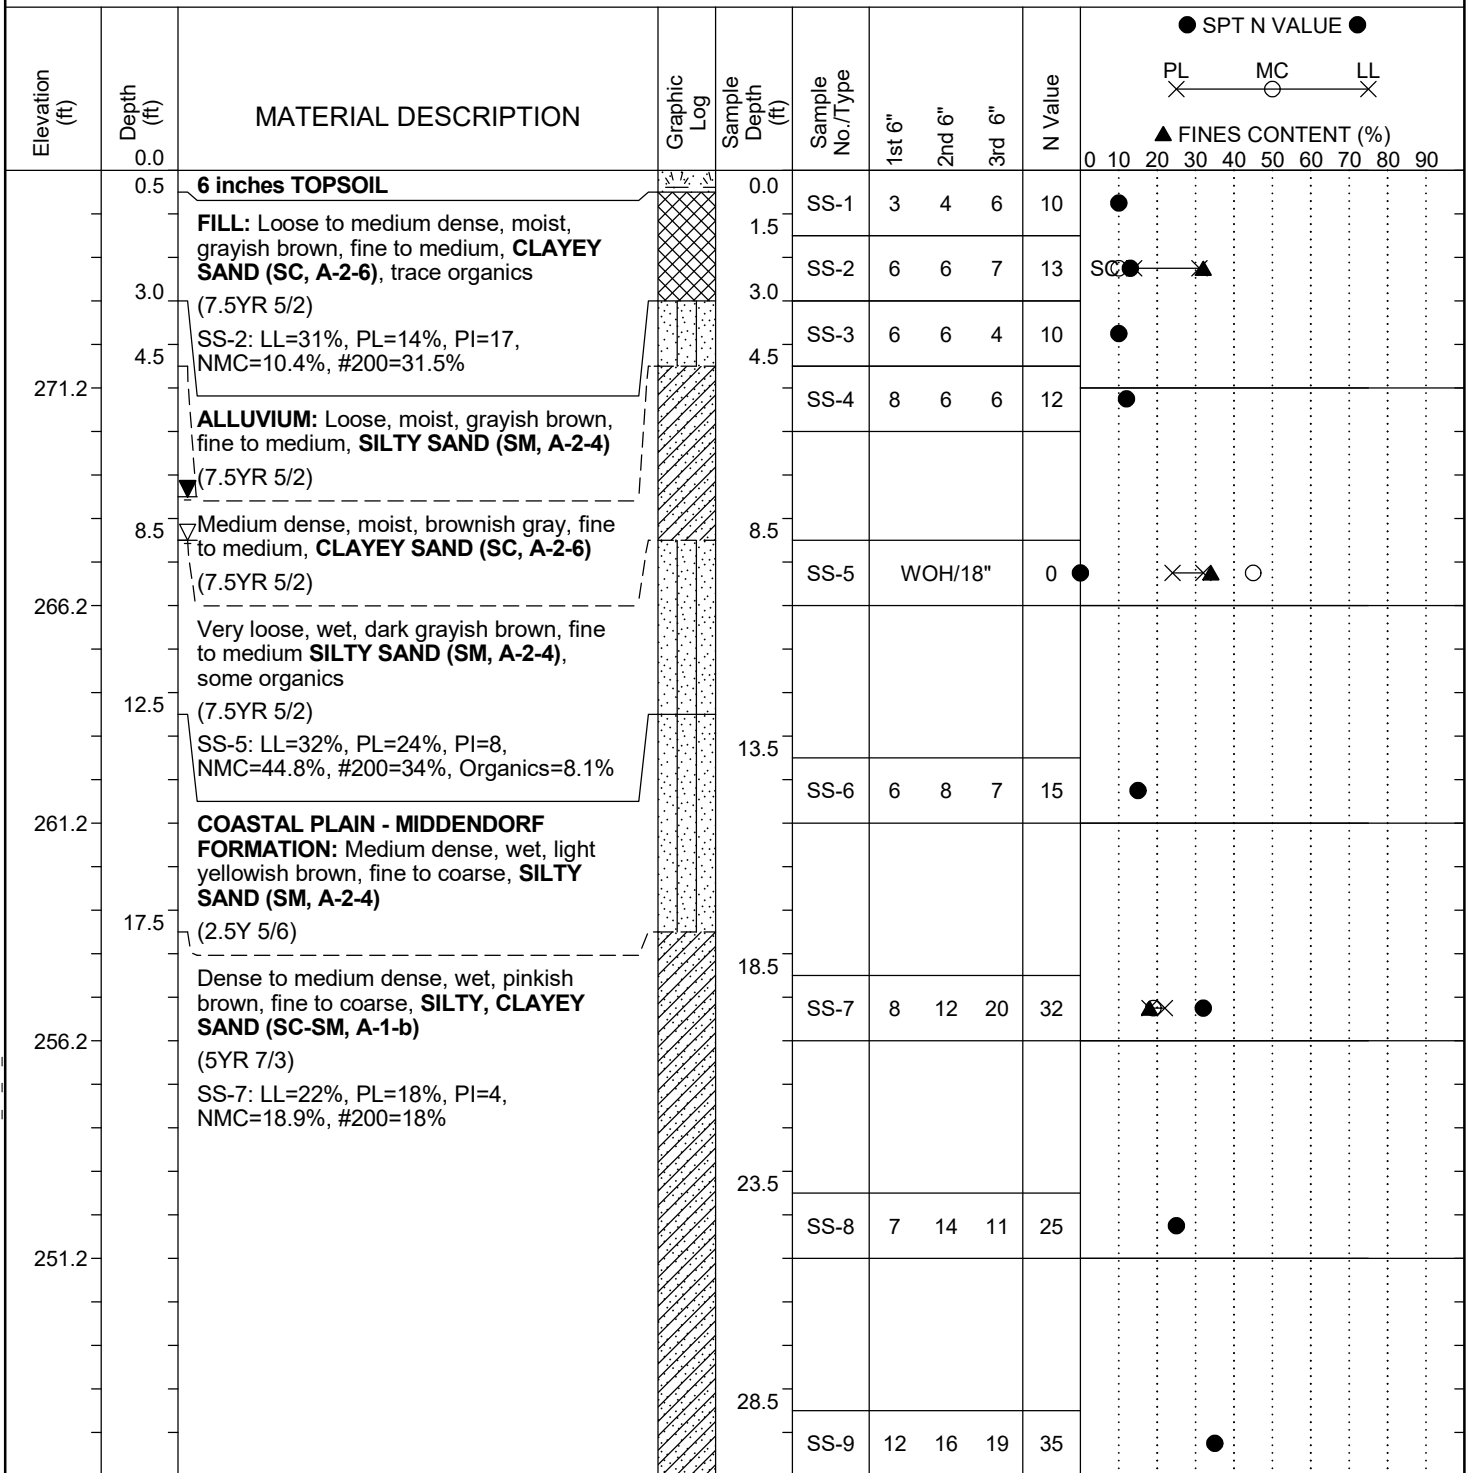 Elevation
(ft)
Depth
(ft)
0.0
MATERIAL DESCRIPTION
Graphic
Log
Sample
Depth
(ft)
Sample
No./Type
1st 6"
2nd 6"
3rd 6"
N Value
SPT N VALUE
PL MC LL
FINES CONTENT (%)
0 10 20 30 40 50 60 70 80 90
0.5 6 inches TOPSOIL 0.0
SS-1 3 4 6 10
FILL: Loose to medium dense, moist,
1.5
grayish brown, fine to medium, CLAYEY
SAND (SC, A-2-6), trace organics
SS-2 6 6 7 13 SC
3.0 (7.5YR 5/2) 3.0
SS-2: LL=31%, PL=14%, PI=17,
NMC=10.4%, #200=31.5%
SS-3 6 6 4 10
4.5 4.5
271.2
SS-4 8 6 6 12
ALLUVIUM: Loose, moist, grayish brown,
fine to medium, SILTY SAND (SM, A-2-4)
(7.5YR 5/2)
8.5 Medium dense, moist, brownish gray, fine 8.5
to medium, CLAYEY SAND (SC, A-2-6)
(7.5YR 5/2)
SS-5 WOH/18" 0
266.2
Very loose, wet, dark grayish brown, fine
to medium SILTY SAND (SM, A-2-4),
some organics
12.5 (7.5YR 5/2)
SS-5: LL=32%, PL=24%, PI=8,
NMC=44.8%, #200=34%, Organics=8.1%
13.5
SS-6 6 8 7 15
261.2
COASTAL PLAIN - MIDDENDORF
FORMATION: Medium dense, wet, light
yellowish brown, fine to coarse, SILTY
SAND (SM, A-2-4)
17.5 (2.5Y 5/6)
18.5
Dense to medium dense, wet, pinkish
brown, fine to coarse, SILTY, CLAYEY
SAND (SC-SM, A-1-b)
SS-7 8 12 20 32
256.2
(5YR 7/3)
SS-7: LL=22%, PL=18%, PI=4,
NMC=18.9%, #200=18%
23.5
SS-8 7 14 11 25
251.2
28.5
SS-9 12 16 19 35